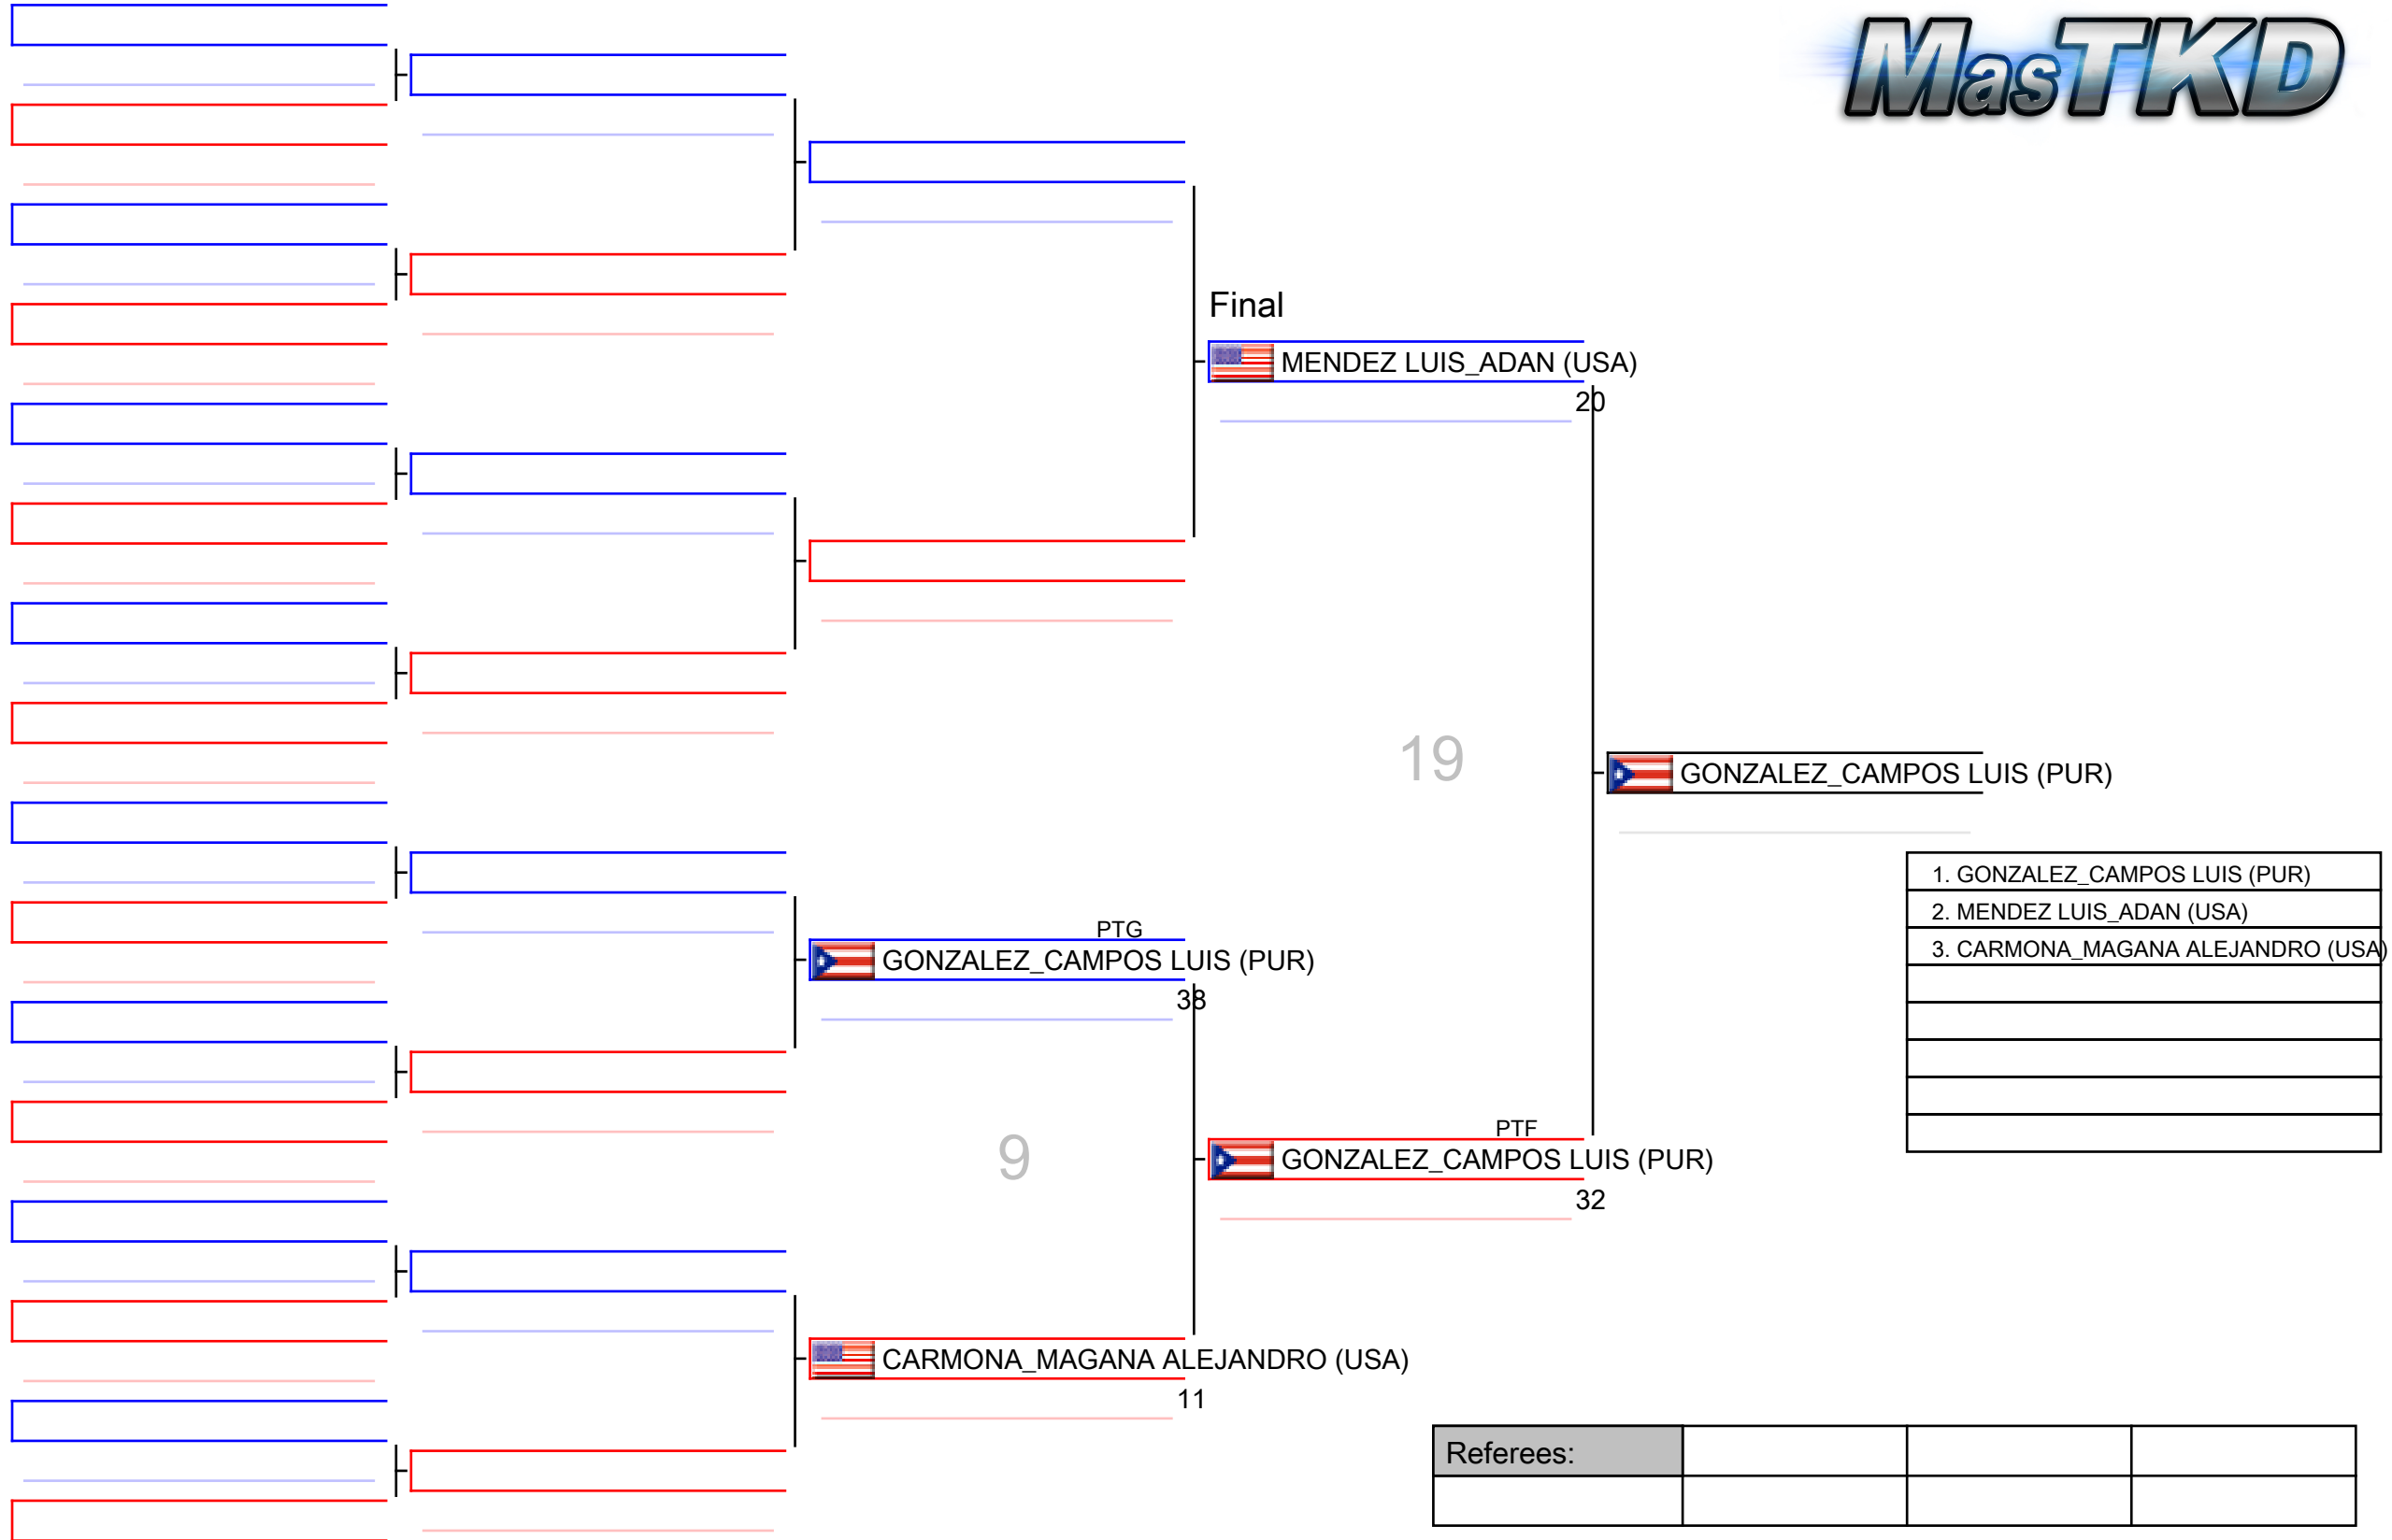 MasTKD
Final
MENDEZ LUIS_ADAN (USA)
20
19
GONZALEZ_CAMPOS LUIS (PUR)
1. GONZALEZ_CAMPOS LUIS (PUR)
2. MENDEZ LUIS_ADAN (USA)
3. CARMONA_MAGANA ALEJANDRO (USA)
PTG
GONZALEZ_CAMPOS LUIS (PUR)
38
9
PTF
GONZALEZ_CAMPOS LUIS (PUR)
32
CARMONA_MAGANA ALEJANDRO (USA)
11
Referees: